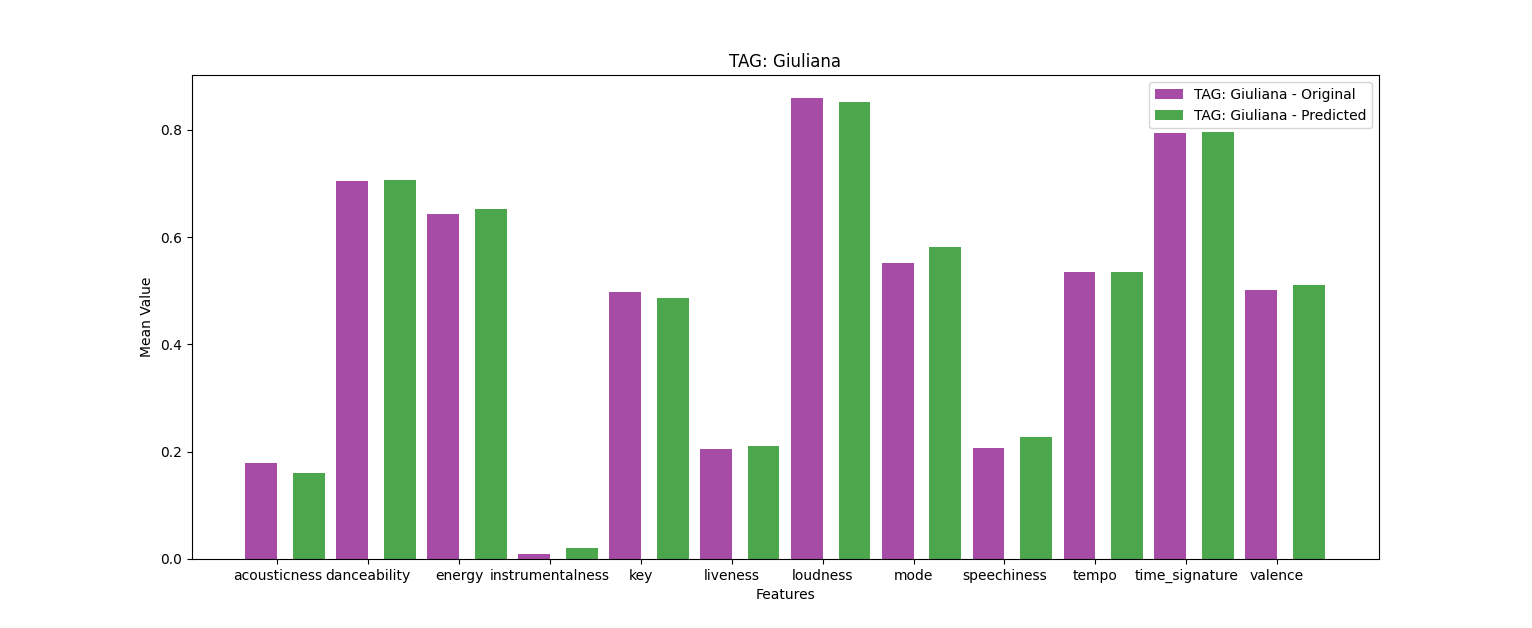 TAG: Giuliana
TAG: Giuliana - Original
TAG: Giuliana - Predicted
Mean Value
0.8
0.6
0.4
0.2
0.0
acousticness danceability energy instrumentalness key liveness loudness mode speechiness tempo time_signature valence
Features